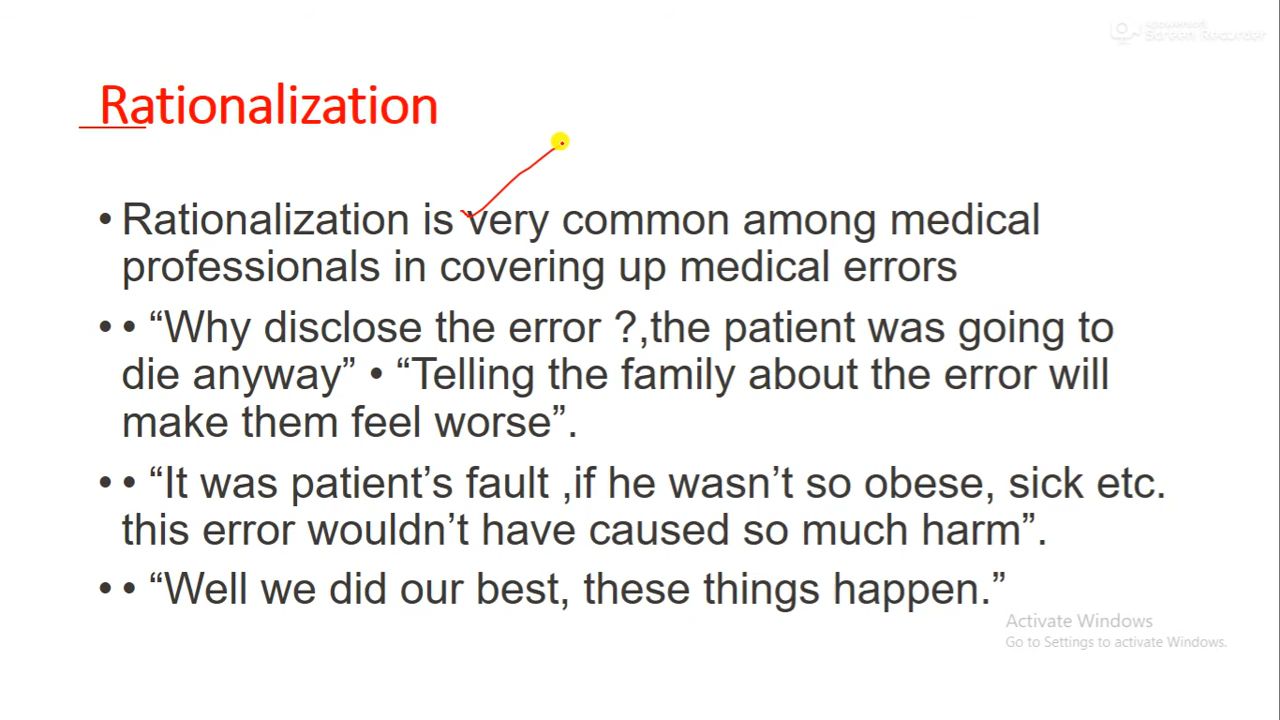 Screen Recorder
Rationalization
• Rationalization is very common among medical
professionals in covering up medical errors
• • “Why disclose the error ?,the patient was going to
die anyway” • “Telling the family about the error will
make them feel worse”.
• • “It was patient’s fault ,if he wasn’t so obese, sick etc.
this error wouldn’t have caused so much harm”.
• • “Well we did our best, these things happen.”
Activate Windows
Go to Settings to activate Windows.